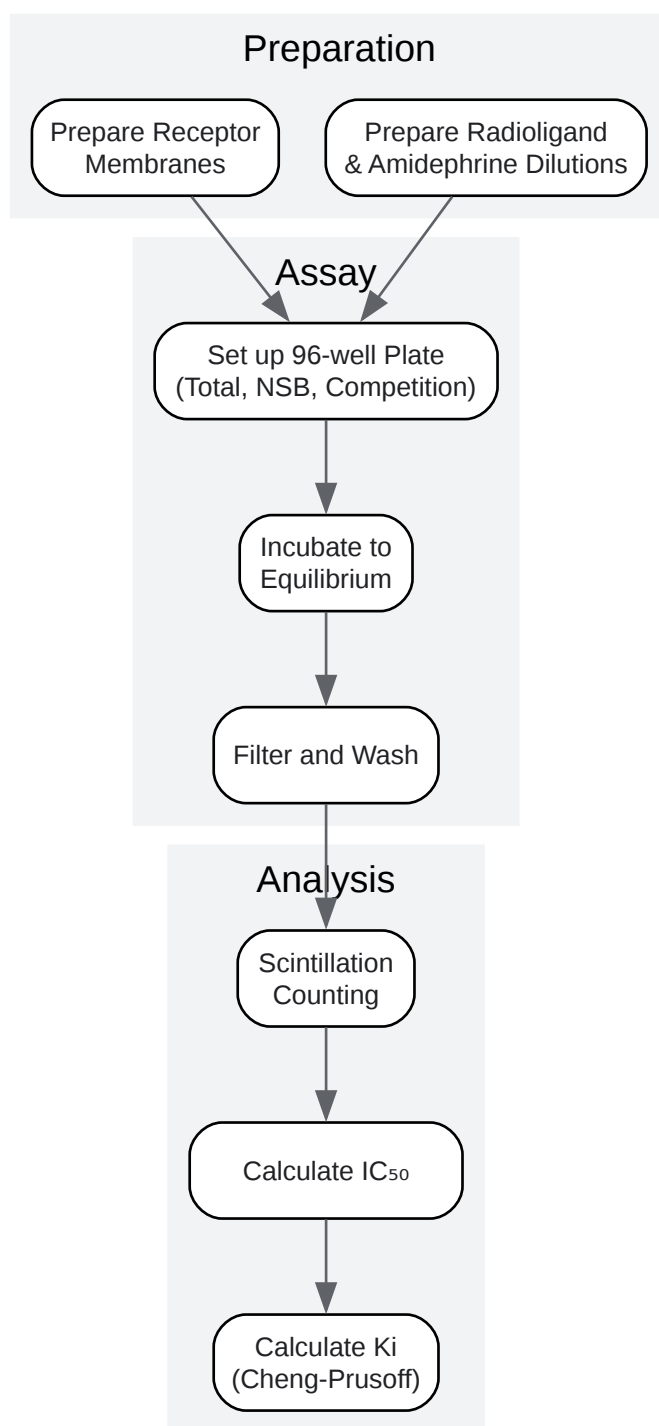 Preparation
Prepare Receptor
Membranes
Prepare Radioligand
& Amidephrine Dilutions
Assay
Set up 96-well Plate
(Total, NSB, Competition)
Incubate to
Equilibrium
Filter and Wash
Analysis
Scintillation
Counting
Calculate IC₅₀
Calculate Ki
(Cheng-Prusoff)